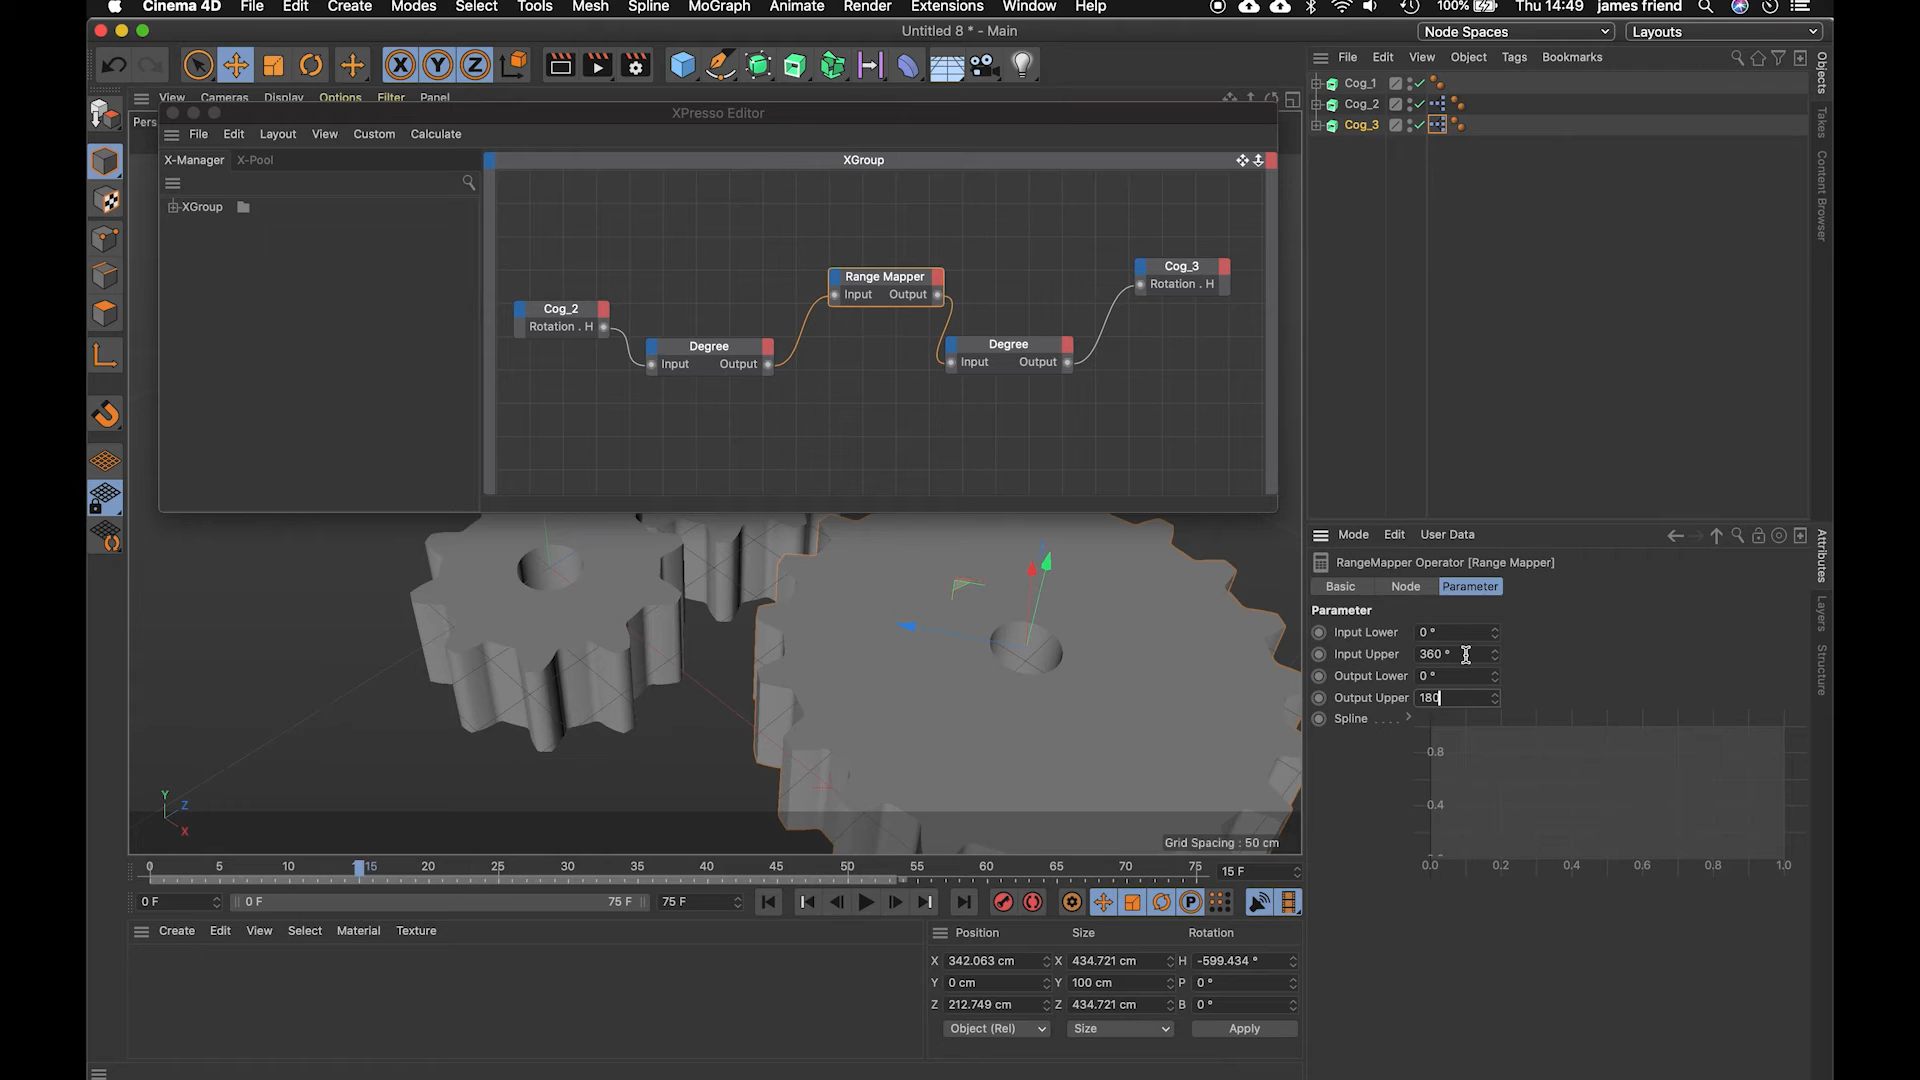 Cinema 4D File Edit Create Modes Select Tools Mesh Spline MoGraph Animate Render Extensions Window Help 100% Thu 14:49 james friend
Untitled 8 * - Main
Node Spaces Layouts
View Cameras Display Options Filter Panel
File Edit View Object Tags Bookmarks
XPresso Editor
Pers
File Edit Layout View Custom Calculate
X-Manager X-Pool
XGroup
XGroup
Cog_1
Cog_2
Cog_3
Objects
Takes
Content Browser
Cog_2
Rotation . H
Degree
Input Output
Range Mapper
Input Output
Degree
Input Output
Cog_3
Rotation . H
Mode Edit User Data
RangeMapper Operator [Range Mapper]
Basic Node Parameter
Parameter
Input Lower 0 °
Input Upper 360 °
Output Lower 0 °
Output Upper 180
Spline . . . .
0.8
0.4
0.0 0.2 0.4 0.6 0.8 1.0
Attributes
Layers
Structure
Y
Z
X
Grid Spacing : 50 cm
0 5 10 15 20 25 30 35 40 45 50 55 60 65 70 75 15 F
0 F 0 F 75 F 75 F
P
Create Edit View Select Material Texture
Position Size Rotation
X 342.063 cm X 434.721 cm H -599.434 °
Y 0 cm Y 100 cm P 0 °
Z 212.749 cm Z 434.721 cm B 0 °
Object (Rel) Size Apply
X Y Z